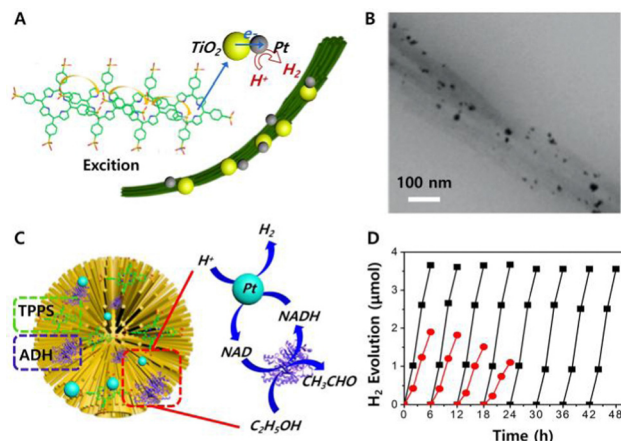 A
TiO2
e-
Pt
H+
H2
Excition
B
100 nm
C
TPPS
ADH
H+
H2
Pt
NADH
NAD
CH3CHO
C2H5OH
D
H2 Evolution (μmol)
4
3
2
1
0
0 6 12 18 24 30 36 42 48
Time (h)